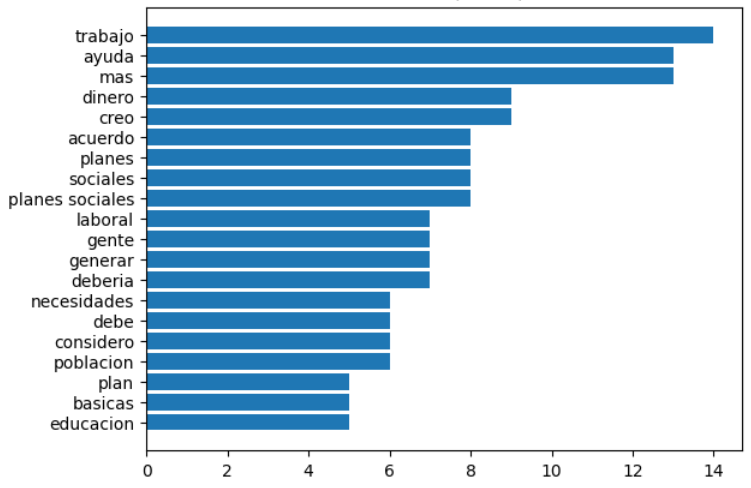 trabajo
ayuda
mas
dinero
creo
acuerdo
planes
sociales
planes sociales
laboral
gente
generar
deberia
necesidades
debe
considero
poblacion
plan
basicas
educacion
0 2 4 6 8 10 12 14